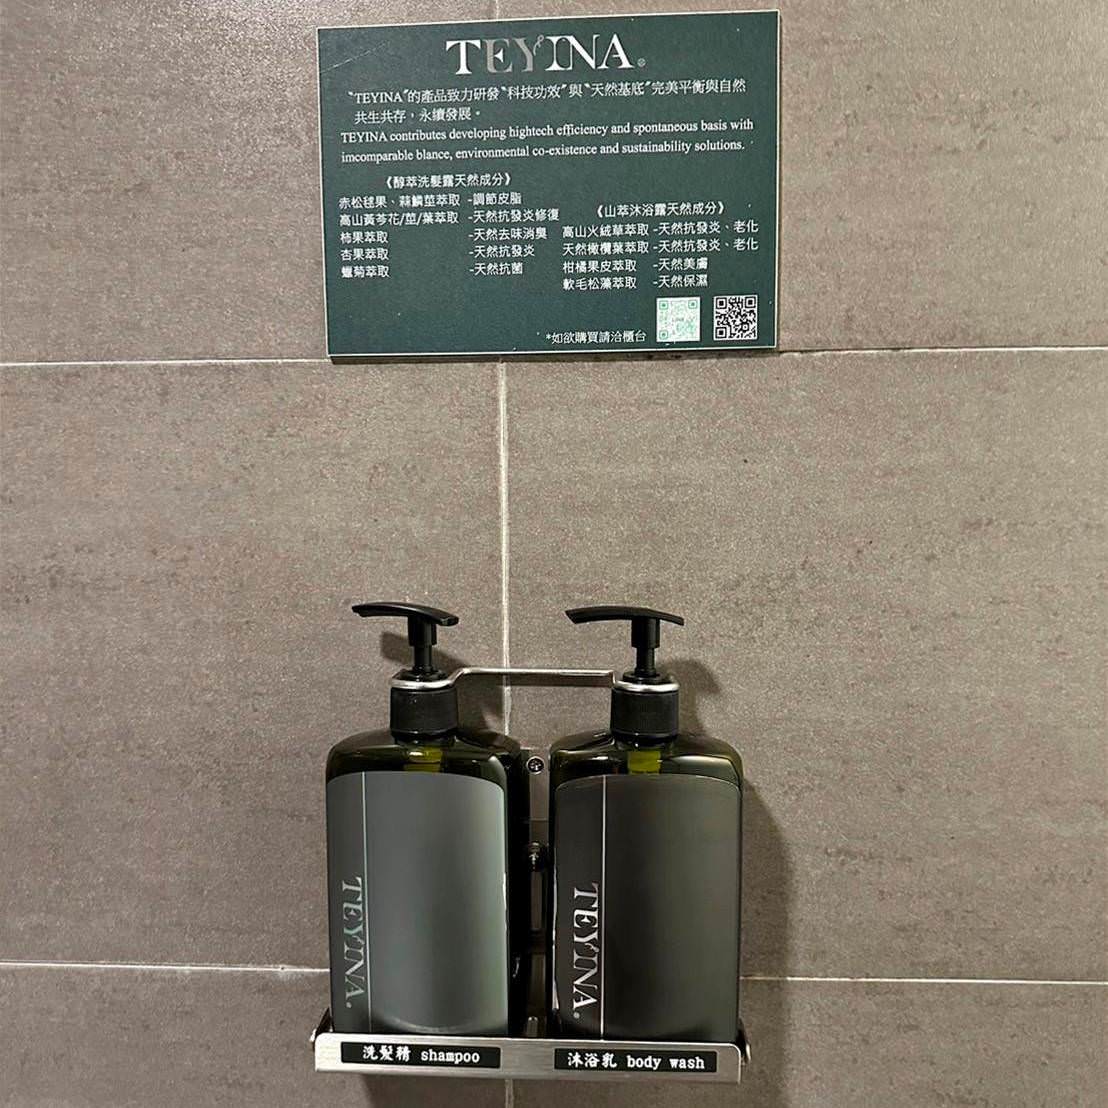 TEYINA®
〝TEYINA〞的產品致力研發〝科技功效〞與〝天然基底〞完美平衡與自然
共生共存，永續發展。
TEYINA contributes developing hightech efficiency and spontaneous basis with
imcomparable blance, environmental co-existence and sustainability solutions.
《醇萃洗髮露天然成分》
赤松毬果、蒜鱗莖萃取 -調節皮脂
高山黃芩花/莖/葉萃取 -天然抗發炎修復
柿果萃取 -天然去味消臭
杏果萃取 -天然抗發炎
蠟菊萃取 -天然抗菌
《山萃沐浴露天然成分》
高山火絨草萃取 -天然抗發炎、老化
天然橄欖葉萃取 -天然抗發炎、老化
柑橘果皮萃取 -天然美膚
軟毛松藻萃取 -天然保濕
*如欲購買請洽櫃台
TEYINA®
TEYINA®
洗髮精 shampoo
沐浴乳 body wash